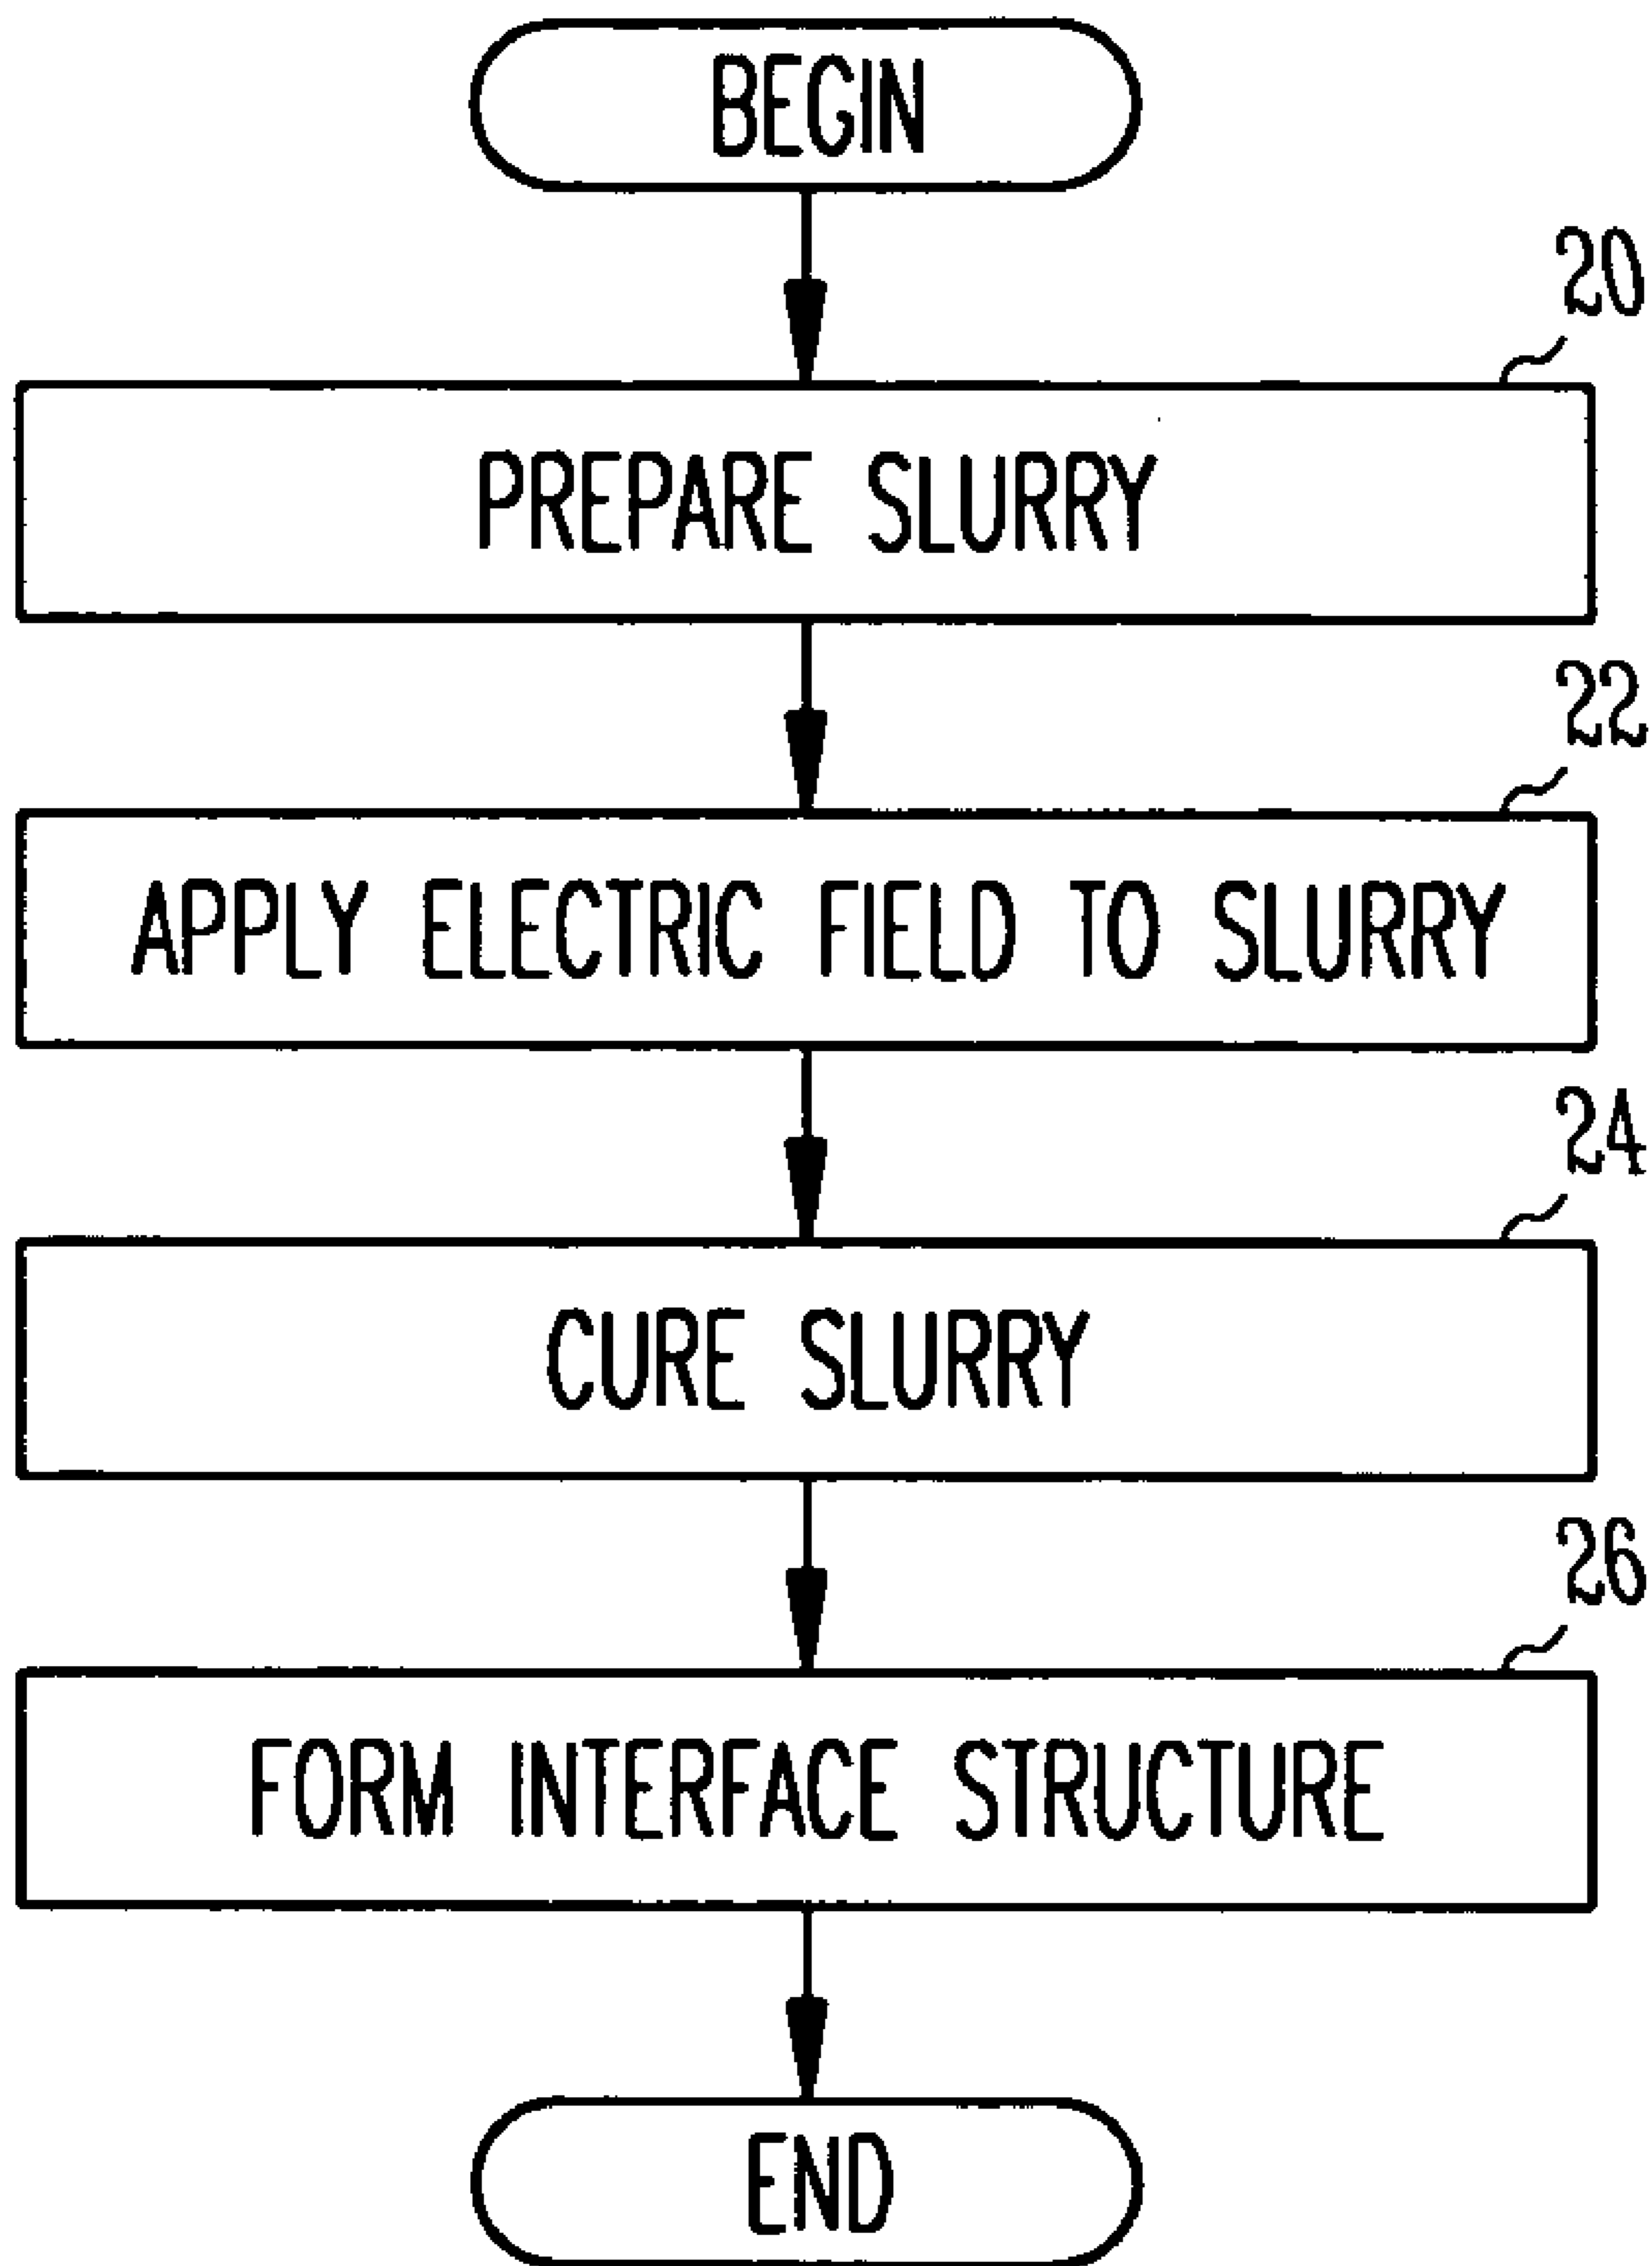 BEGIN
20
PREPARE SLURRY
22
APPLY ELECTRIC FIELD TO SLURRY
24
CURE SLURRY
26
FORM INTERFACE STRUCTURE
END